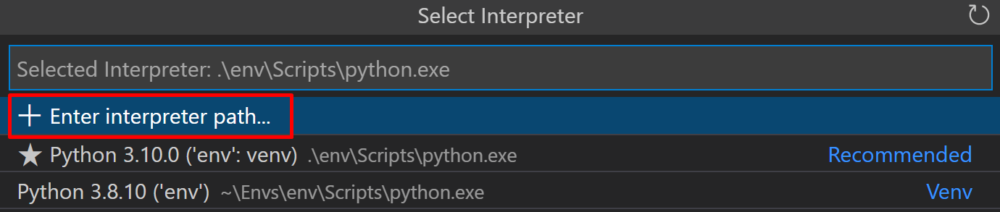 Select Interpreter
Selected Interpreter: .\env\Scripts\python.exe
Enter interpreter path...
Python 3.10.0 ('env': venv) .\env\Scripts\python.exe Recommended
Python 3.8.10 ('env') ~\Envs\env\Scripts\python.exe Venv